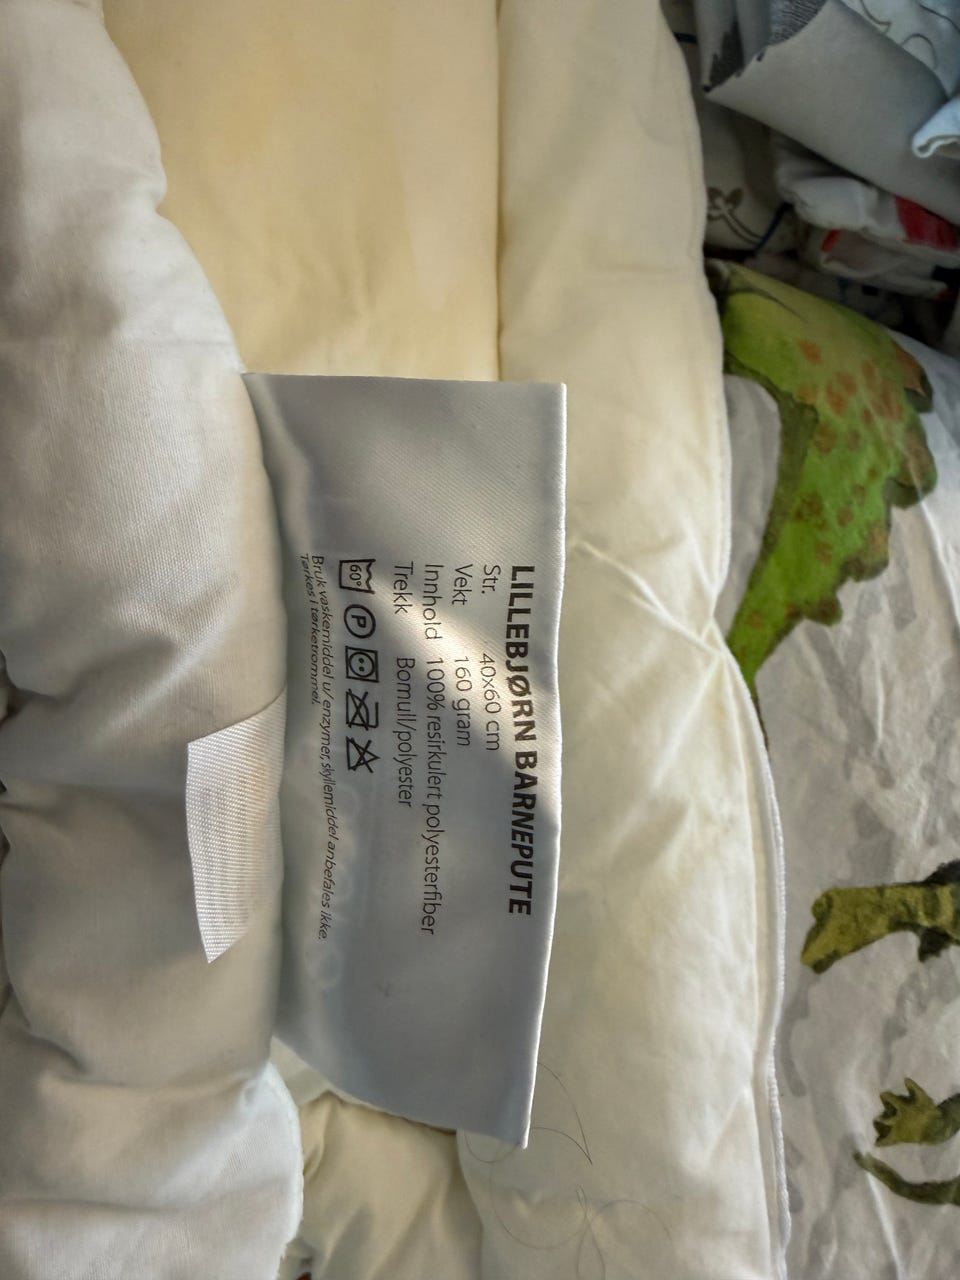 LILLEBJØRN BARNEPUTE
Str. 40x60 cm
Vekt 160 gram
Innhold 100% resirkulert polyesterfiber
Trekk Bomull/polyester
60° P
Bruk vaskemiddel u/enzymer, skyllemiddel anbefales ikke.
Tørkes i tørketrommel.